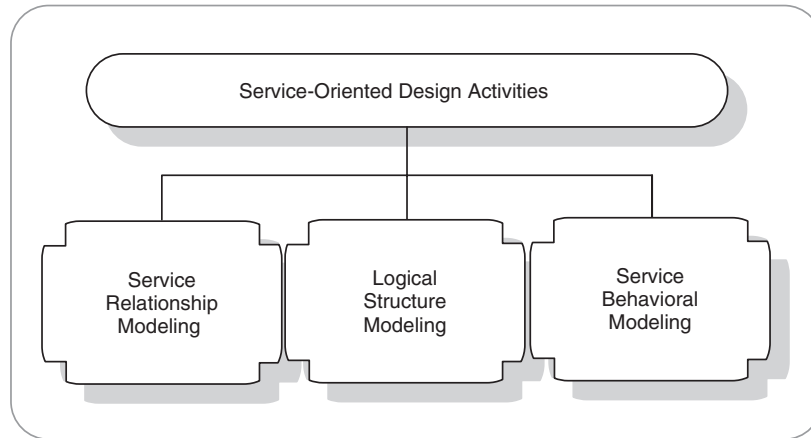 Service-Oriented Design Activities
Service
Relationship
Modeling
Logical
Structure
Modeling
Service
Behavioral
Modeling